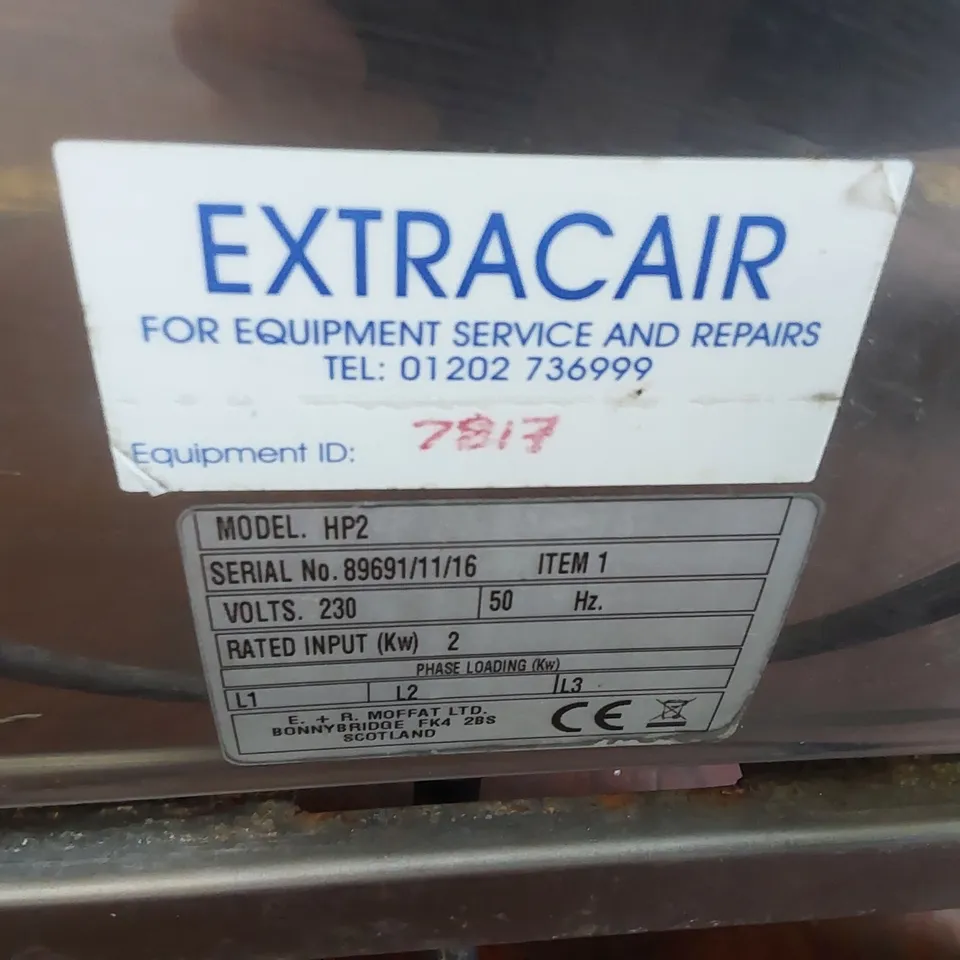 EXTRACAIR
FOR EQUIPMENT SERVICE AND REPAIRS
TEL: 01202 736999
Equipment ID: 7817
MODEL. HP2
SERIAL No. 89691/11/16 ITEM 1
VOLTS. 230 50 Hz.
RATED INPUT (Kw) 2
PHASE LOADING (Kw)
L1 L2 L3
E. + R. MOFFAT LTD.
BONNYBRIDGE FK4 2BS
SCOTLAND
CE